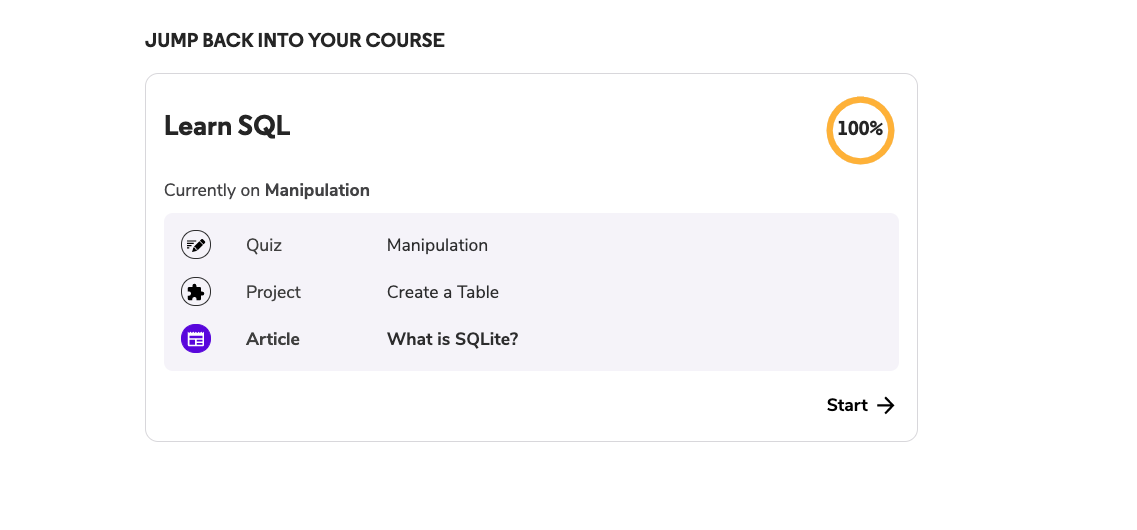 JUMP BACK INTO YOUR COURSE
Learn SQL
100%
Currently on Manipulation
Quiz Manipulation
Project Create a Table
Article What is SQLite?
Start →